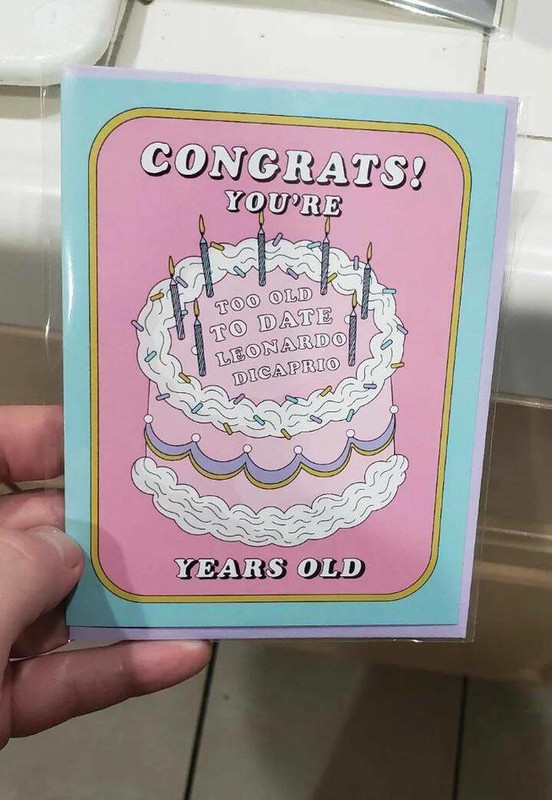 CONGRATS!
YOU'RE
TOO OLD
TO DATE
LEONARDO
DICAPRIO
YEARS OLD